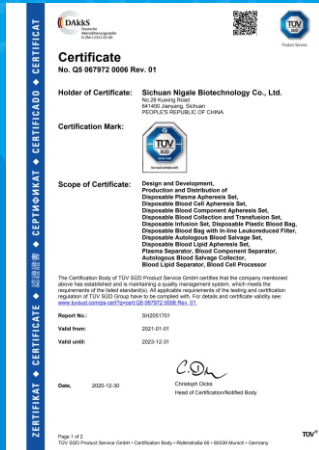 DAkkS
Deutsche
Akkreditierungsstelle
TÜV
SÜD
Product Service
Certificate
No. Q5 067972 0006 Rev. 01
Holder of Certificate: Sichuan Nigale Biotechnology Co., Ltd.
No.28 Kuixing Road
641400 Jianyang, Sichuan
PEOPLE'S REPUBLIC OF CHINA
Certification Mark:
TÜV
SÜD
Scope of Certificate: Design and Development,
Production and Distribution of
Disposable Plasma Apheresis Set,
Disposable Blood Cell Apheresis Set,
Disposable Blood Component Apheresis Set,
Disposable Blood Collection and Transfusion Set,
Disposable Infusion Set, Disposable Plastic Blood Bag,
Disposable Blood Bag with In-line Leukoreduced Filter,
Disposable Autologous Blood Salvage Set,
Disposable Blood Lipid Apheresis Set,
Plasma Separator, Blood Component Separator,
Autologous Blood Salvage Collector,
Blood Lipid Separator, Blood Cell Processor
The Certification Body of TÜV SÜD Product Service GmbH certifies that the company mentioned
above has established and is maintaining a quality management system, which meets the
requirements of the listed standard(s). All applicable requirements of the testing and certification
regulation of TÜV SÜD Group have to be complied with. For details and certificate validity see:
www.tuvsud.com/ps-cert?q=cert:Q5 067972 0006 Rev. 01
Report No.: SH2001701
Valid from: 2021-01-01
Valid until: 2023-12-31
Date, 2020-12-30
Christoph Dicks
Head of Certification/Notified Body
Page 1 of 2
TÜV SÜD Product Service GmbH • Certification Body • Ridlerstraße 65 • 80339 Munich • Germany
TÜV®
ZERTIFIKAT ◆ CERTIFICATE ◆ 認證證書 ◆ СЕРТИФИКАТ ◆ CERTIFICADO ◆ CERTIFICAT